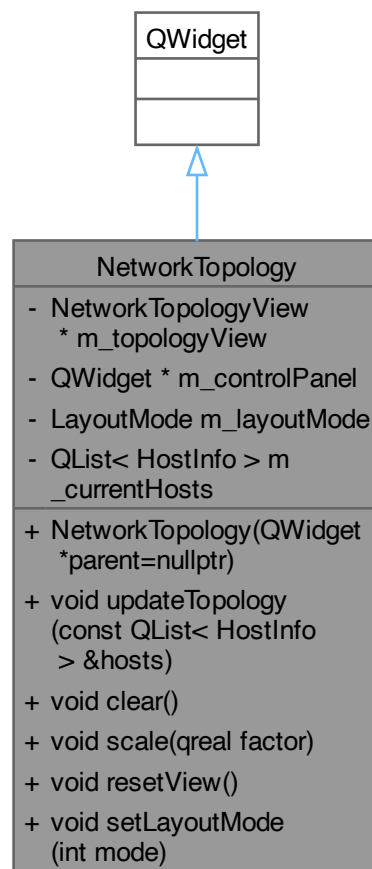 QWidget
NetworkTopology
- NetworkTopologyView
* m_topologyView
- QWidget * m_controlPanel
- LayoutMode m_layoutMode
- QList< HostInfo > m
_currentHosts
+ NetworkTopology(QWidget
*parent=nullptr)
+ void updateTopology
(const QList< HostInfo
> &hosts)
+ void clear()
+ void scale(qreal factor)
+ void resetView()
+ void setLayoutMode
(int mode)